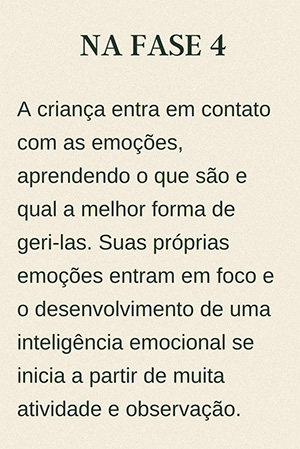 NA FASE 4
A criança entra em contato
com as emoções,
aprendendo o que são e
qual a melhor forma de
geri-las. Suas próprias
emoções entram em foco e
o desenvolvimento de uma
inteligência emocional se
inicia a partir de muita
atividade e observação.